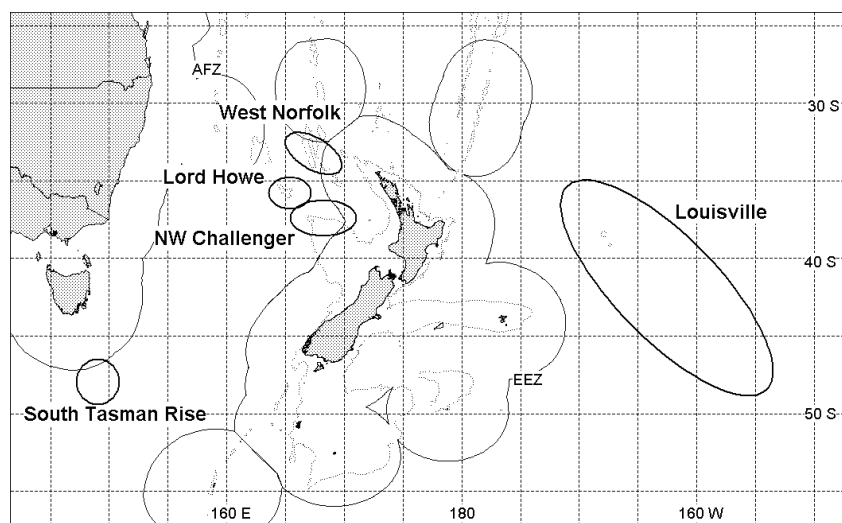 AFZ
30 S
West Norfolk
Lord Howe
Louisville
NW Challenger
40 S
EEZ
South Tasman Rise
50 S
160 E
180
160 W